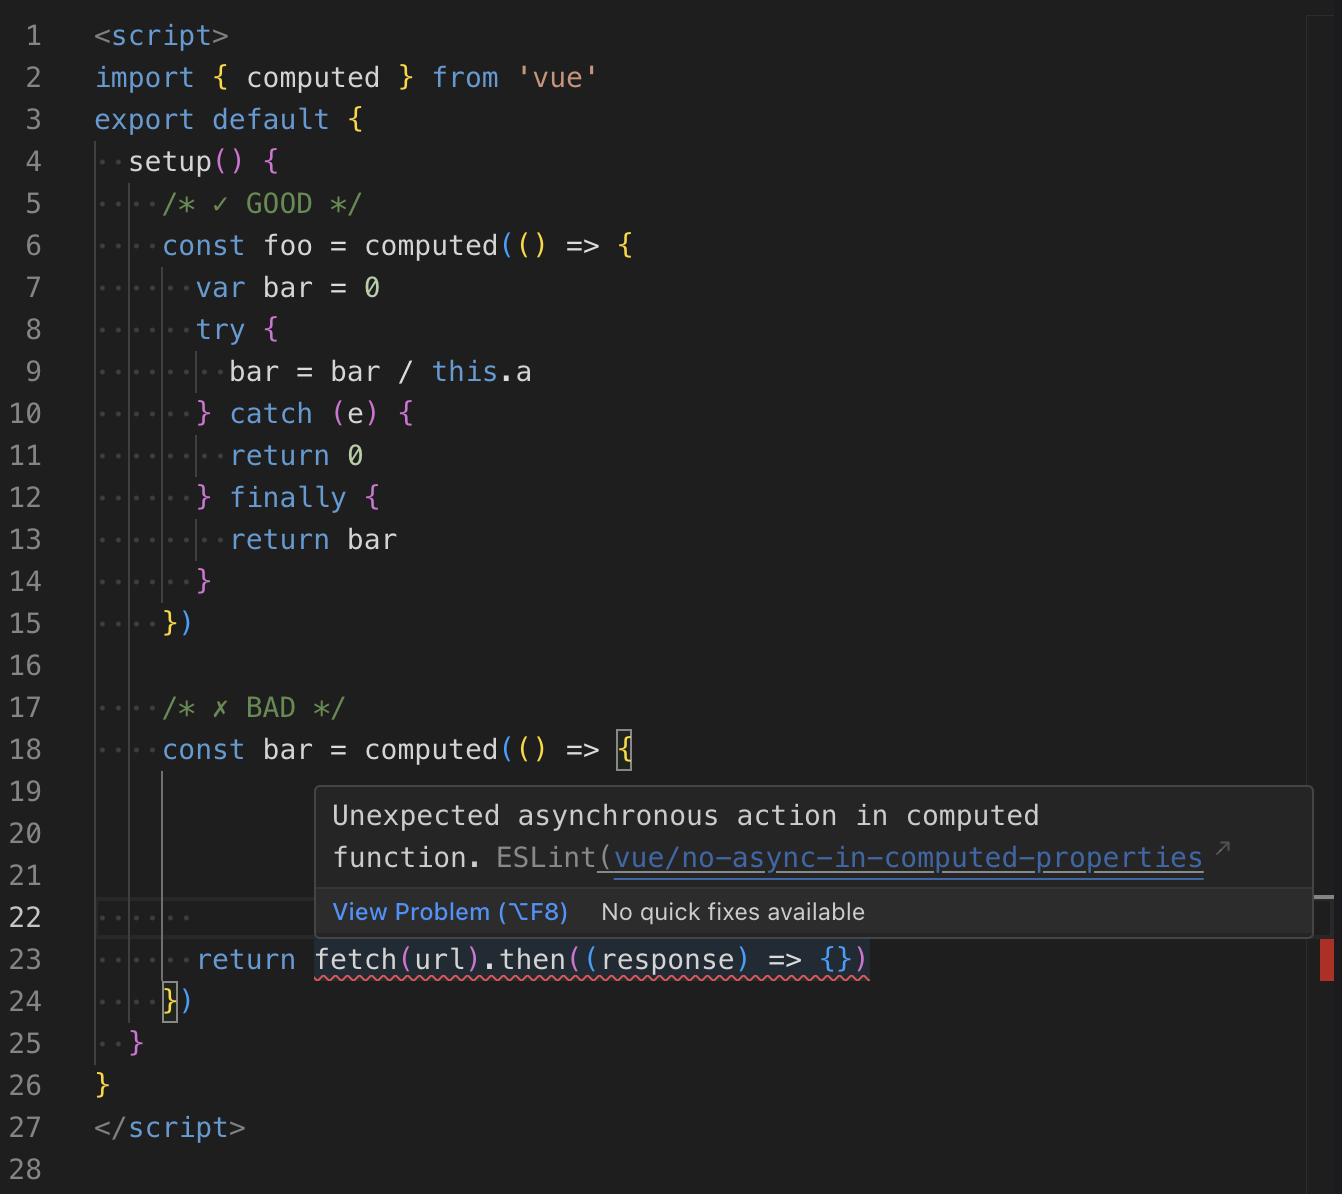 1 <script>
2 import { computed } from 'vue'
3 export default {
4 setup() {
5 /* ✓ GOOD */
6 const foo = computed(() => {
7 var bar = 0
8 try {
9 bar = bar / this.a
10 } catch (e) {
11 return 0
12 } finally {
13 return bar
14 }
15 })
16
17 /* ✗ BAD */
18 const bar = computed(() => {
19
Unexpected asynchronous action in computed
20
function. ESLint(vue/no-async-in-computed-properties
21
22
View Problem (⌥F8) No quick fixes available
23 return fetch(url).then((response) => {})
24 })
25 }
26 }
27 </script>
28